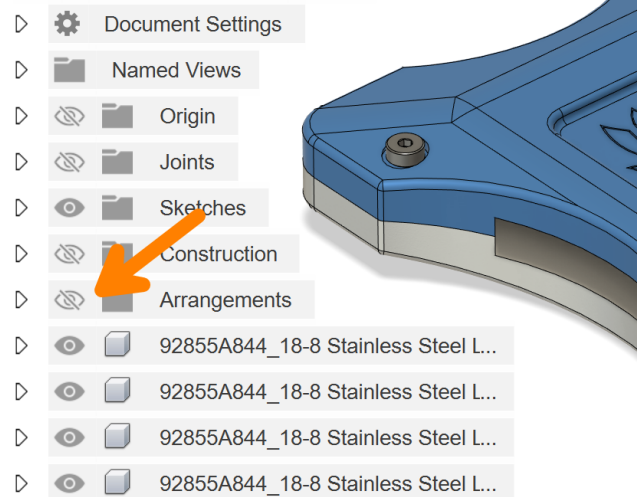 Document Settings
Named Views
Origin
Joints
Sketches
Construction
Arrangements
92855A844_18-8 Stainless Steel L...
92855A844_18-8 Stainless Steel L...
92855A844_18-8 Stainless Steel L...
92855A844_18-8 Stainless Steel L...